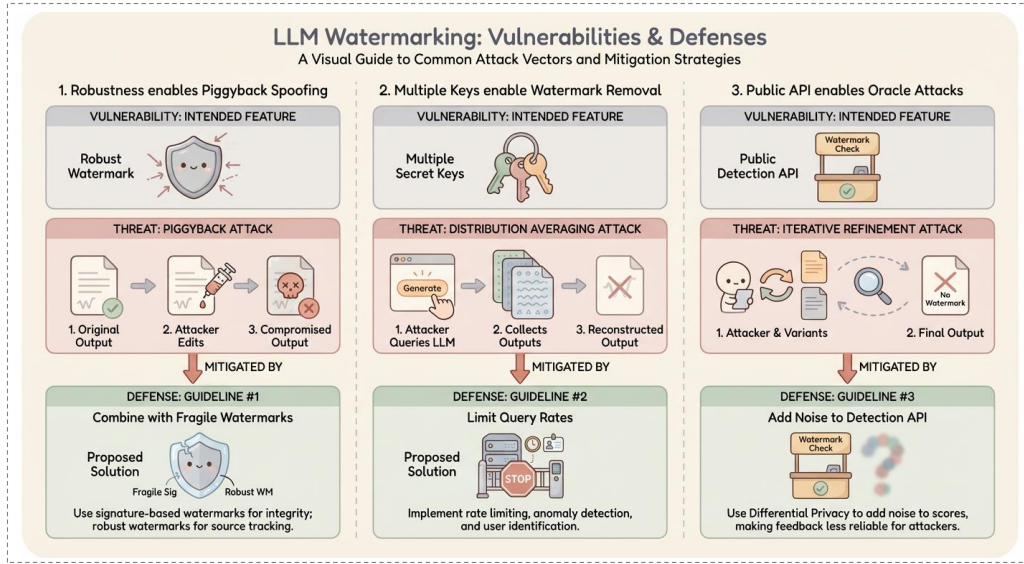 LLM Watermarking: Vulnerabilities & Defenses
A Visual Guide to Common Attack Vectors and Mitigation Strategies
1. Robustness enables Piggyback Spoofing
VULNERABILITY: INTENDED FEATURE
Robust
Watermark
THREAT: PIGGYBACK ATTACK
1. Original
Output
2. Attacker
Edits
3. Compromised
Output
MITIGATED BY
DEFENSE: GUIDELINE #1
Combine with Fragile Watermarks
Proposed
Solution
Fragile Sig
Robust WM
Use signature-based watermarks for integrity;
robust watermarks for source tracking.
2. Multiple Keys enable Watermark Removal
VULNERABILITY: INTENDED FEATURE
Multiple
Secret Keys
THREAT: DISTRIBUTION AVERAGING ATTACK
Generate
1. Attacker
Queries LLM
2. Collects
Outputs
3. Reconstructed
Output
MITIGATED BY
DEFENSE: GUIDELINE #2
Limit Query Rates
Proposed
Solution
STOP
Implement rate limiting, anomaly detection,
and user identification.
3. Public API enables Oracle Attacks
VULNERABILITY: INTENDED FEATURE
Public
Detection API
Watermark
Check
THREAT: ITERATIVE REFINEMENT ATTACK
No
Watermark
1. Attacker & Variants
2. Final Output
MITIGATED BY
DEFENSE: GUIDELINE #3
Add Noise to Detection API
Proposed
Solution
Watermark
Check
?
Use Differential Privacy to add noise to scores,
making feedback less reliable for attackers.